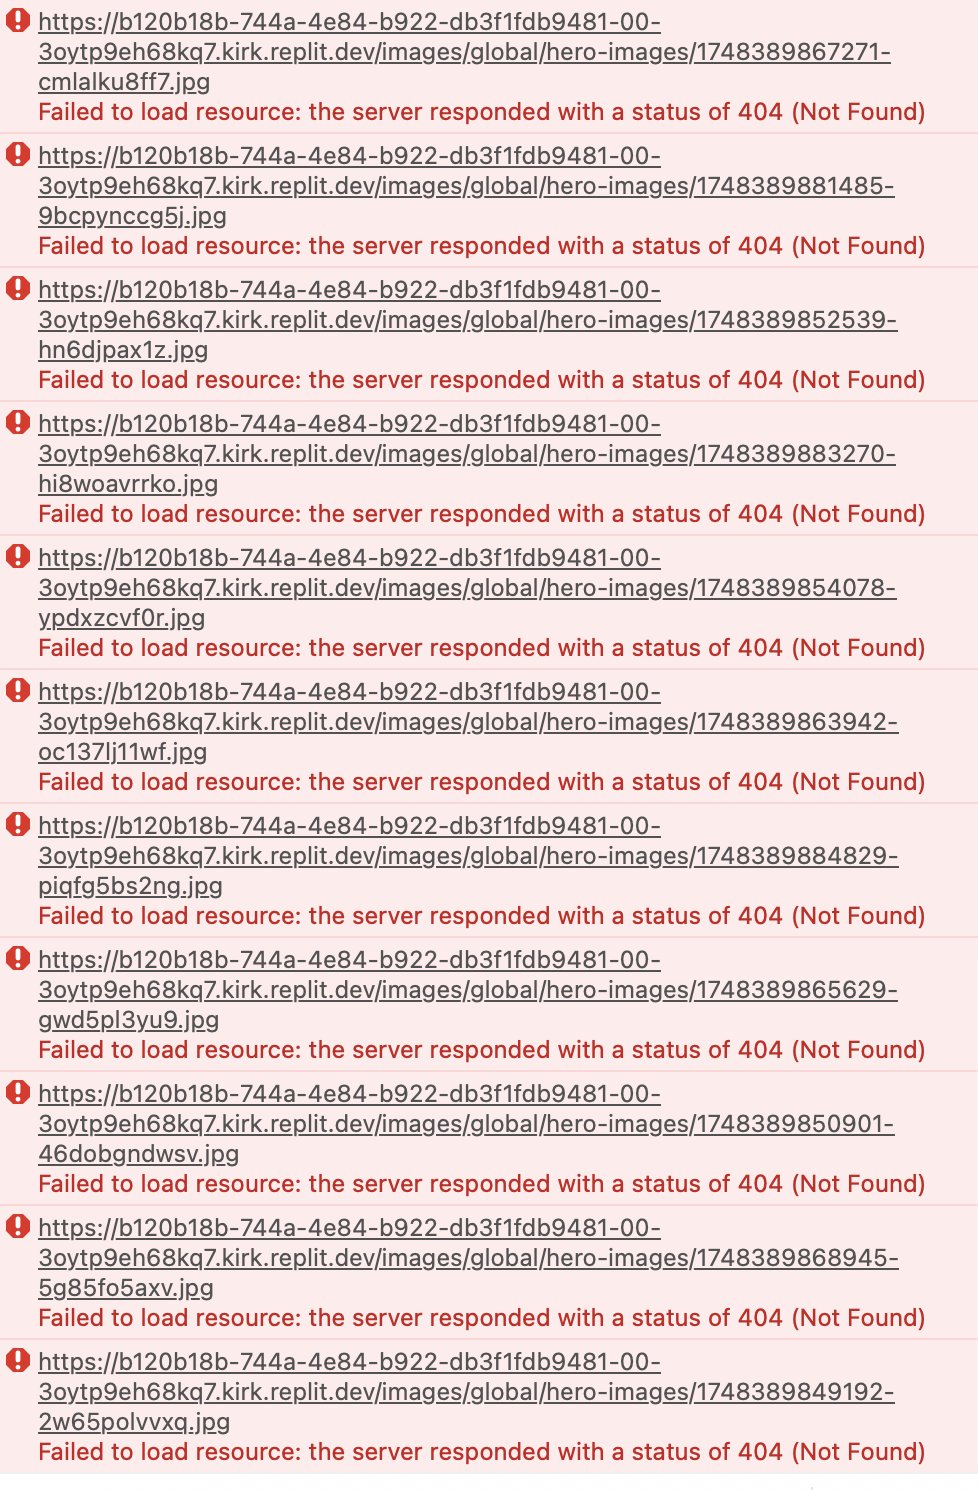 https://b120b18b-744a-4e84-b922-db3f1fdb9481-00-
3oytp9eh68kq7.kirk.replit.dev/images/global/hero-images/1748389867271-
cmlalku8ff7.jpg
Failed to load resource: the server responded with a status of 404 (Not Found)
https://b120b18b-744a-4e84-b922-db3f1fdb9481-00-
3oytp9eh68kq7.kirk.replit.dev/images/global/hero-images/1748389881485-
9bcpynccg5j.jpg
Failed to load resource: the server responded with a status of 404 (Not Found)
https://b120b18b-744a-4e84-b922-db3f1fdb9481-00-
3oytp9eh68kq7.kirk.replit.dev/images/global/hero-images/1748389852539-
hn6djpax1z.jpg
Failed to load resource: the server responded with a status of 404 (Not Found)
https://b120b18b-744a-4e84-b922-db3f1fdb9481-00-
3oytp9eh68kq7.kirk.replit.dev/images/global/hero-images/1748389883270-
hi8woavrrko.jpg
Failed to load resource: the server responded with a status of 404 (Not Found)
https://b120b18b-744a-4e84-b922-db3f1fdb9481-00-
3oytp9eh68kq7.kirk.replit.dev/images/global/hero-images/1748389854078-
ypdxzcvf0r.jpg
Failed to load resource: the server responded with a status of 404 (Not Found)
https://b120b18b-744a-4e84-b922-db3f1fdb9481-00-
3oytp9eh68kq7.kirk.replit.dev/images/global/hero-images/1748389863942-
oc137lj11wf.jpg
Failed to load resource: the server responded with a status of 404 (Not Found)
https://b120b18b-744a-4e84-b922-db3f1fdb9481-00-
3oytp9eh68kq7.kirk.replit.dev/images/global/hero-images/1748389884829-
piqfg5bs2ng.jpg
Failed to load resource: the server responded with a status of 404 (Not Found)
https://b120b18b-744a-4e84-b922-db3f1fdb9481-00-
3oytp9eh68kq7.kirk.replit.dev/images/global/hero-images/1748389865629-
gwd5pl3yu9.jpg
Failed to load resource: the server responded with a status of 404 (Not Found)
https://b120b18b-744a-4e84-b922-db3f1fdb9481-00-
3oytp9eh68kq7.kirk.replit.dev/images/global/hero-images/1748389850901-
46dobgndwsv.jpg
Failed to load resource: the server responded with a status of 404 (Not Found)
https://b120b18b-744a-4e84-b922-db3f1fdb9481-00-
3oytp9eh68kq7.kirk.replit.dev/images/global/hero-images/1748389868945-
5g85fo5axv.jpg
Failed to load resource: the server responded with a status of 404 (Not Found)
https://b120b18b-744a-4e84-b922-db3f1fdb9481-00-
3oytp9eh68kq7.kirk.replit.dev/images/global/hero-images/1748389849192-
2w65polvvxq.jpg
Failed to load resource: the server responded with a status of 404 (Not Found)